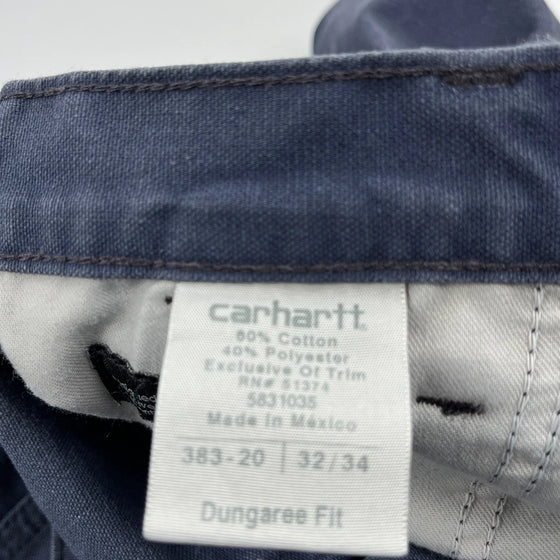 carhartt
60% Cotton
40% Polyester
Exclusive Of Trim
RN# 51374
5831035
Made in México
383-20 | 32/34
Dungaree Fit